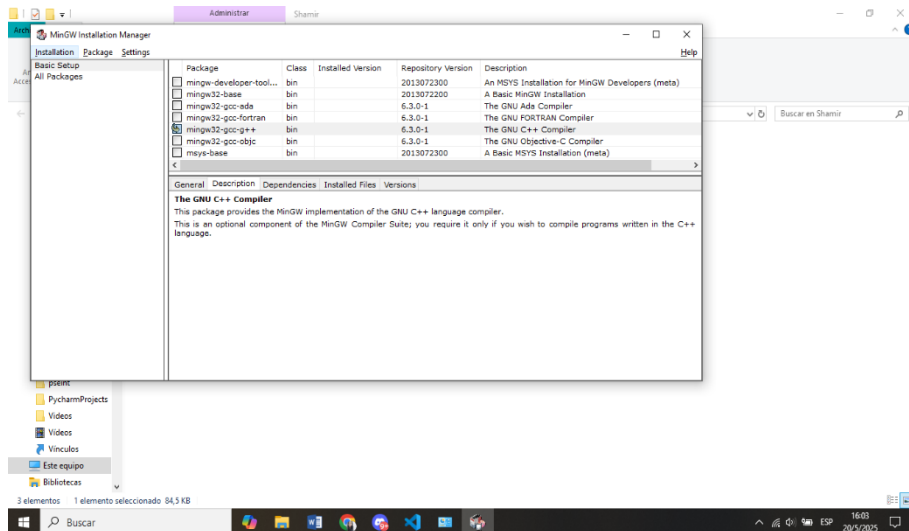 Administrar Shamir
MinGW Installation Manager
Installation Package Settings Help
Basic Setup
All Packages
Package Class Installed Version Repository Version Description
mingw-developer-tool... bin 2013072300 An MSYS Installation for MinGW Developers (meta)
mingw32-base bin 2013072200 A Basic MinGW Installation
mingw32-gcc-ada bin 6.3.0-1 The GNU Ada Compiler
mingw32-gcc-fortran bin 6.3.0-1 The GNU FORTRAN Compiler
mingw32-gcc-g++ bin 6.3.0-1 The GNU C++ Compiler
mingw32-gcc-objc bin 6.3.0-1 The GNU Objective-C Compiler
msys-base bin 2013072300 A Basic MSYS Installation (meta)
General Description Dependencies Installed Files Versions
The GNU C++ Compiler
This package provides the MinGW implementation of the GNU C++ language compiler.
This is an optional component of the MinGW Compiler Suite; you require it only if you wish to compile programs written in the C++
language.
Buscar en Shamir
pseint
PycharmProjects
Videos
Vídeos
Vínculos
Este equipo
Bibliotecas
3 elementos 1 elemento seleccionado 84,5 KB
Buscar
ESP
16:03
20/5/2025